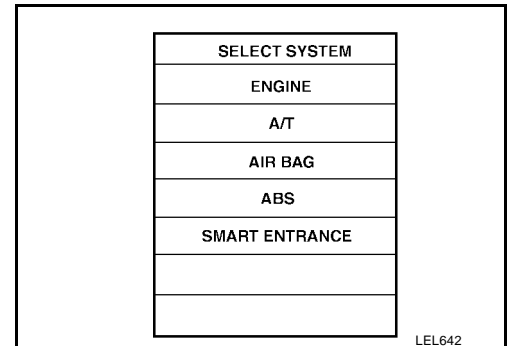 SELECT SYSTEM
ENGINE
A/T
AIR BAG
ABS
SMART ENTRANCE
LEL642